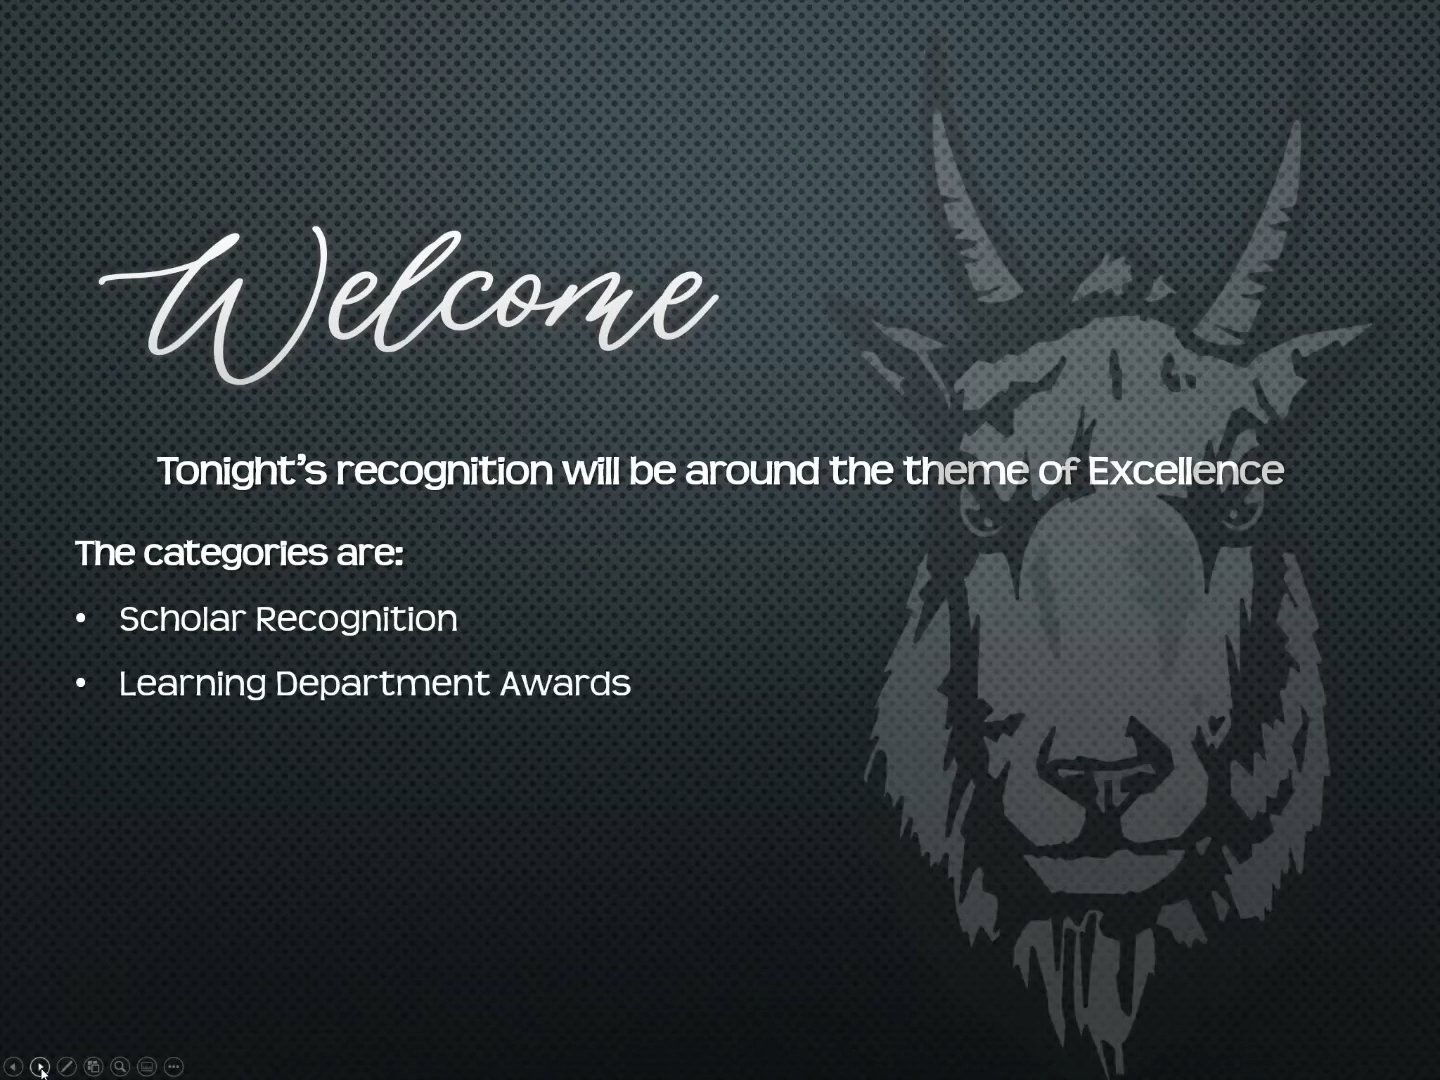 Welcome
Tonight’s recognition will be around the theme of Excellence
The categories are:
• Scholar Recognition
• Learning Department Awards